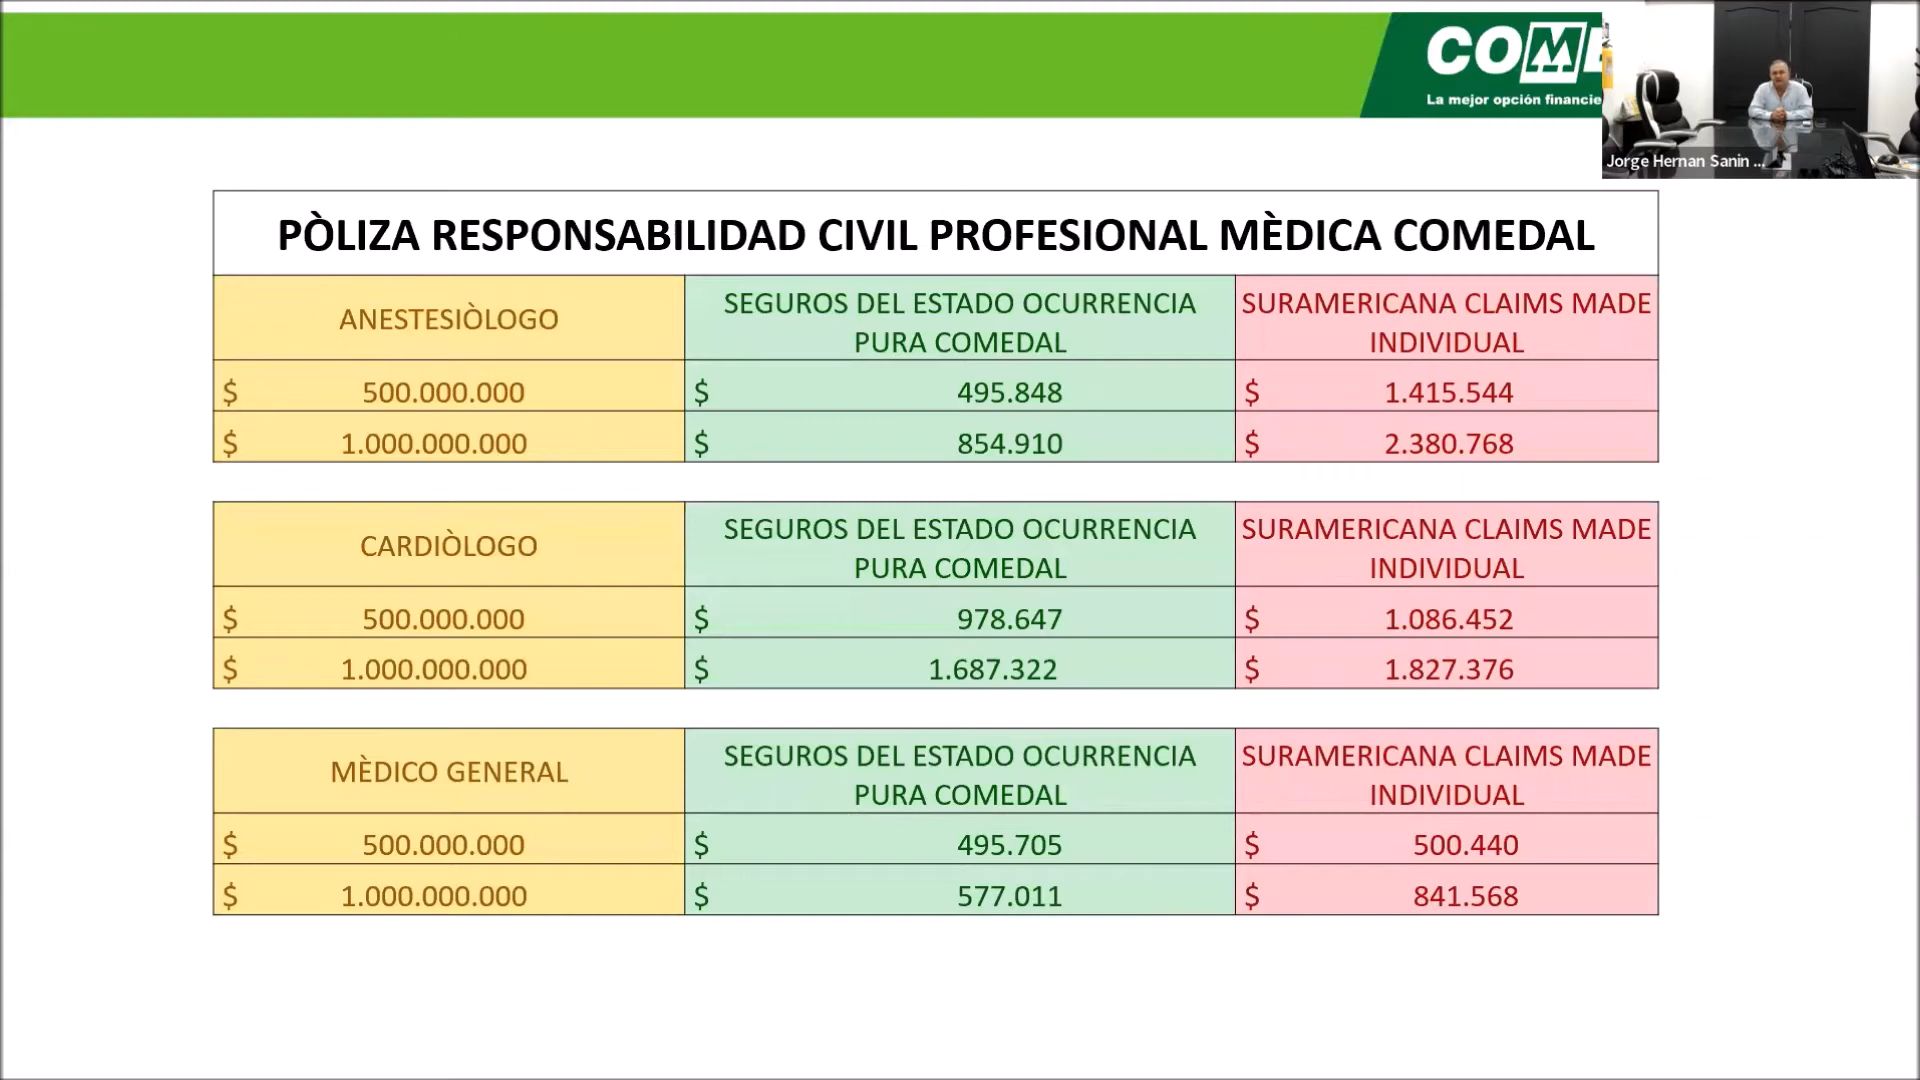 COM
La mejor opción financie
Jorge Hernan Sanin ...
PÒLIZA RESPONSABILIDAD CIVIL PROFESIONAL MÈDICA COMEDAL
ANESTESIÒLOGO
SEGUROS DEL ESTADO OCURRENCIA
PURA COMEDAL
SURAMERICANA CLAIMS MADE
INDIVIDUAL
$ 500.000.000 $ 495.848 $ 1.415.544
$ 1.000.000.000 $ 854.910 $ 2.380.768
CARDIÒLOGO
SEGUROS DEL ESTADO OCURRENCIA
PURA COMEDAL
SURAMERICANA CLAIMS MADE
INDIVIDUAL
$ 500.000.000 $ 978.647 $ 1.086.452
$ 1.000.000.000 $ 1.687.322 $ 1.827.376
MÈDICO GENERAL
SEGUROS DEL ESTADO OCURRENCIA
PURA COMEDAL
SURAMERICANA CLAIMS MADE
INDIVIDUAL
$ 500.000.000 $ 495.705 $ 500.440
$ 1.000.000.000 $ 577.011 $ 841.568